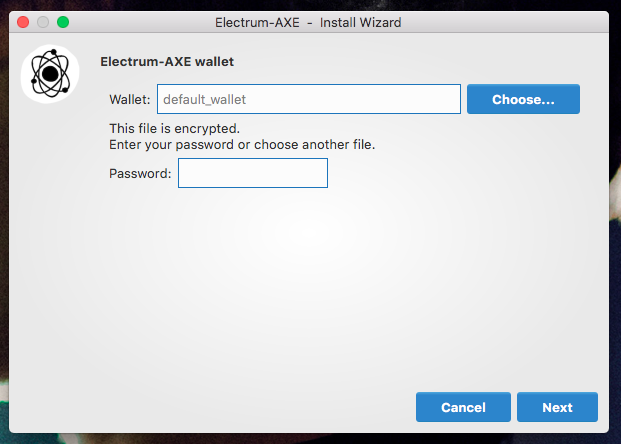 Electrum-AXE  -  Install Wizard
Electrum-AXE wallet
Wallet: default_wallet Choose...
This file is encrypted.
Enter your password or choose another file.
Password:
Cancel Next